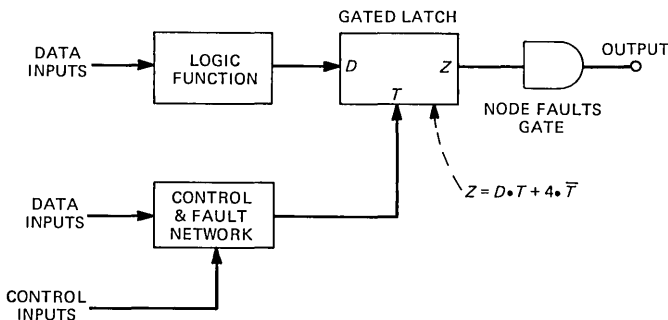 GATED LATCH
DATA
INPUTS
LOGIC
FUNCTION
D
Z
T
OUTPUT
NODE FAULTS
GATE
Z = D•T + 4•T̅
DATA
INPUTS
CONTROL
& FAULT
NETWORK
CONTROL
INPUTS